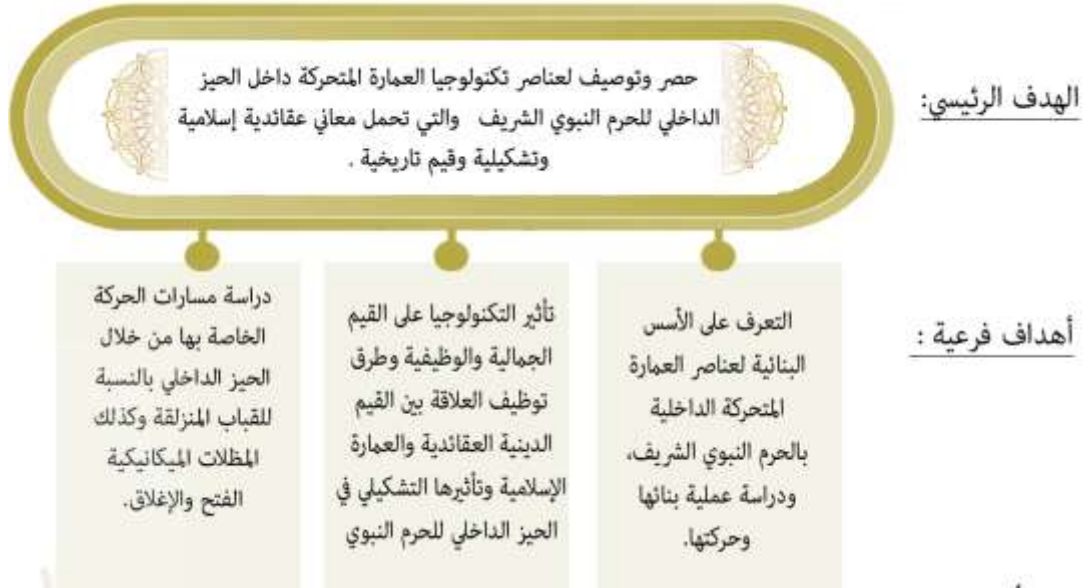 الهدف الرئيسي:
حصر وتوصيف لعناصر تكنولوجيا العمارة المتحركة داخل الحيز
الداخلي للحرم النبوي الشريف والتي تحمل معاني عقائدية إسلامية
وتشكيلية وقيم تاريخية .
أهداف فرعية :
التعرف على الأسس
البنائية لعناصر العمارة
المتحركة الداخلية
بالحرم النبوي الشريف،
ودراسة عملية بنائها
وحركتها.
تأثير التكنولوجيا على القيم
الجمالية والوظيفية وطرق
توظيف العلاقة بين القيم
الدينية العقائدية والعمارة
الإسلامية وتأثيرها التشكيلي في
الحيز الداخلي للحرم النبوي
دراسة مسارات الحركة
الخاصة بها من خلال
الحيز الداخلي بالنسبة
للقباب المنزلقة وكذلك
المظلات الميكانيكية
الفتح والإغلاق.